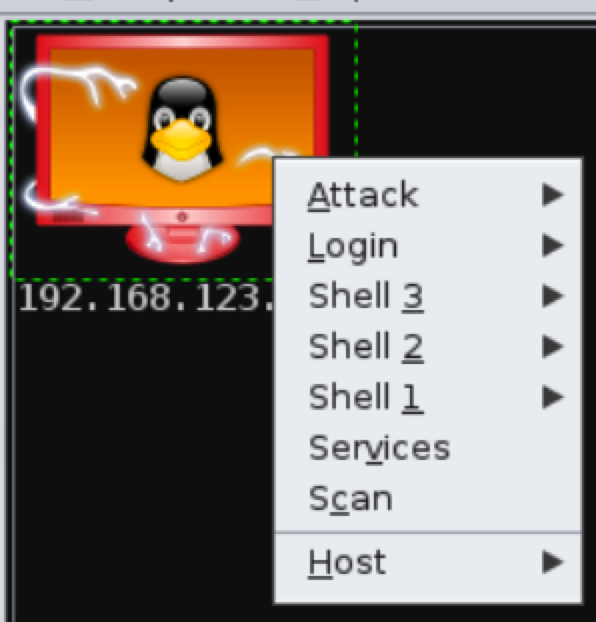 192.168.123.
Attack
Login
Shell 3
Shell 2
Shell 1
Services
Scan
Host